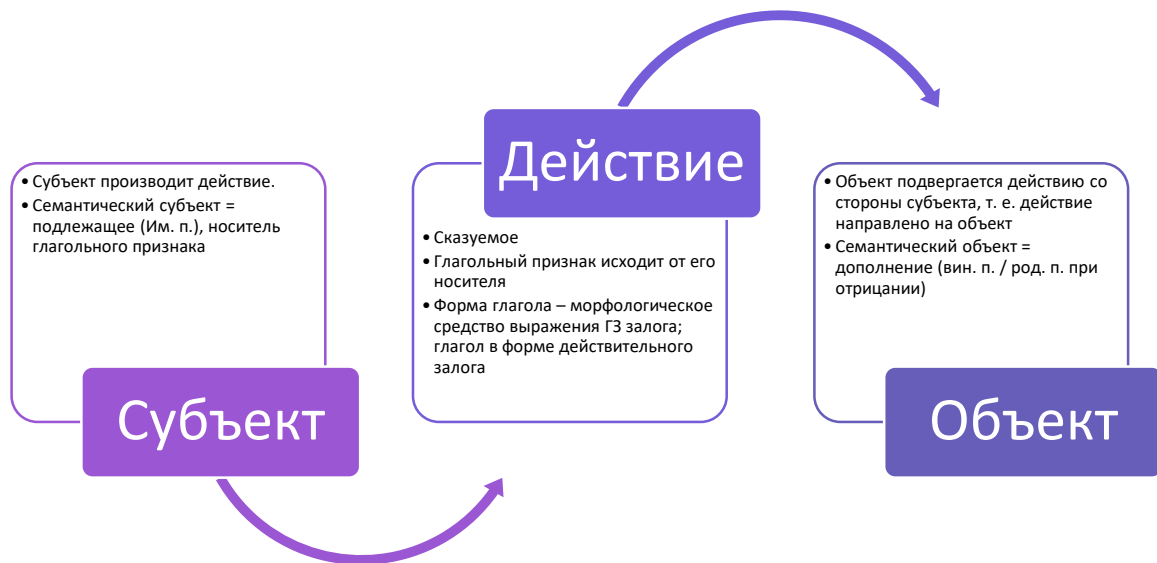 • Субъект производит действие.
• Семантический субъект =
подлежащее (Им. п.), носитель
глагольного признака
Субъект
Действие
• Сказуемое
• Глагольный признак исходит от его
носителя
• Форма глагола – морфологическое
средство выражения ГЗ залога;
глагол в форме действительного
залога
• Объект подвергается действию со
стороны субъекта, т. е. действие
направлено на объект
• Семантический объект =
дополнение (вин. п. / род. п. при
отрицании)
Объект